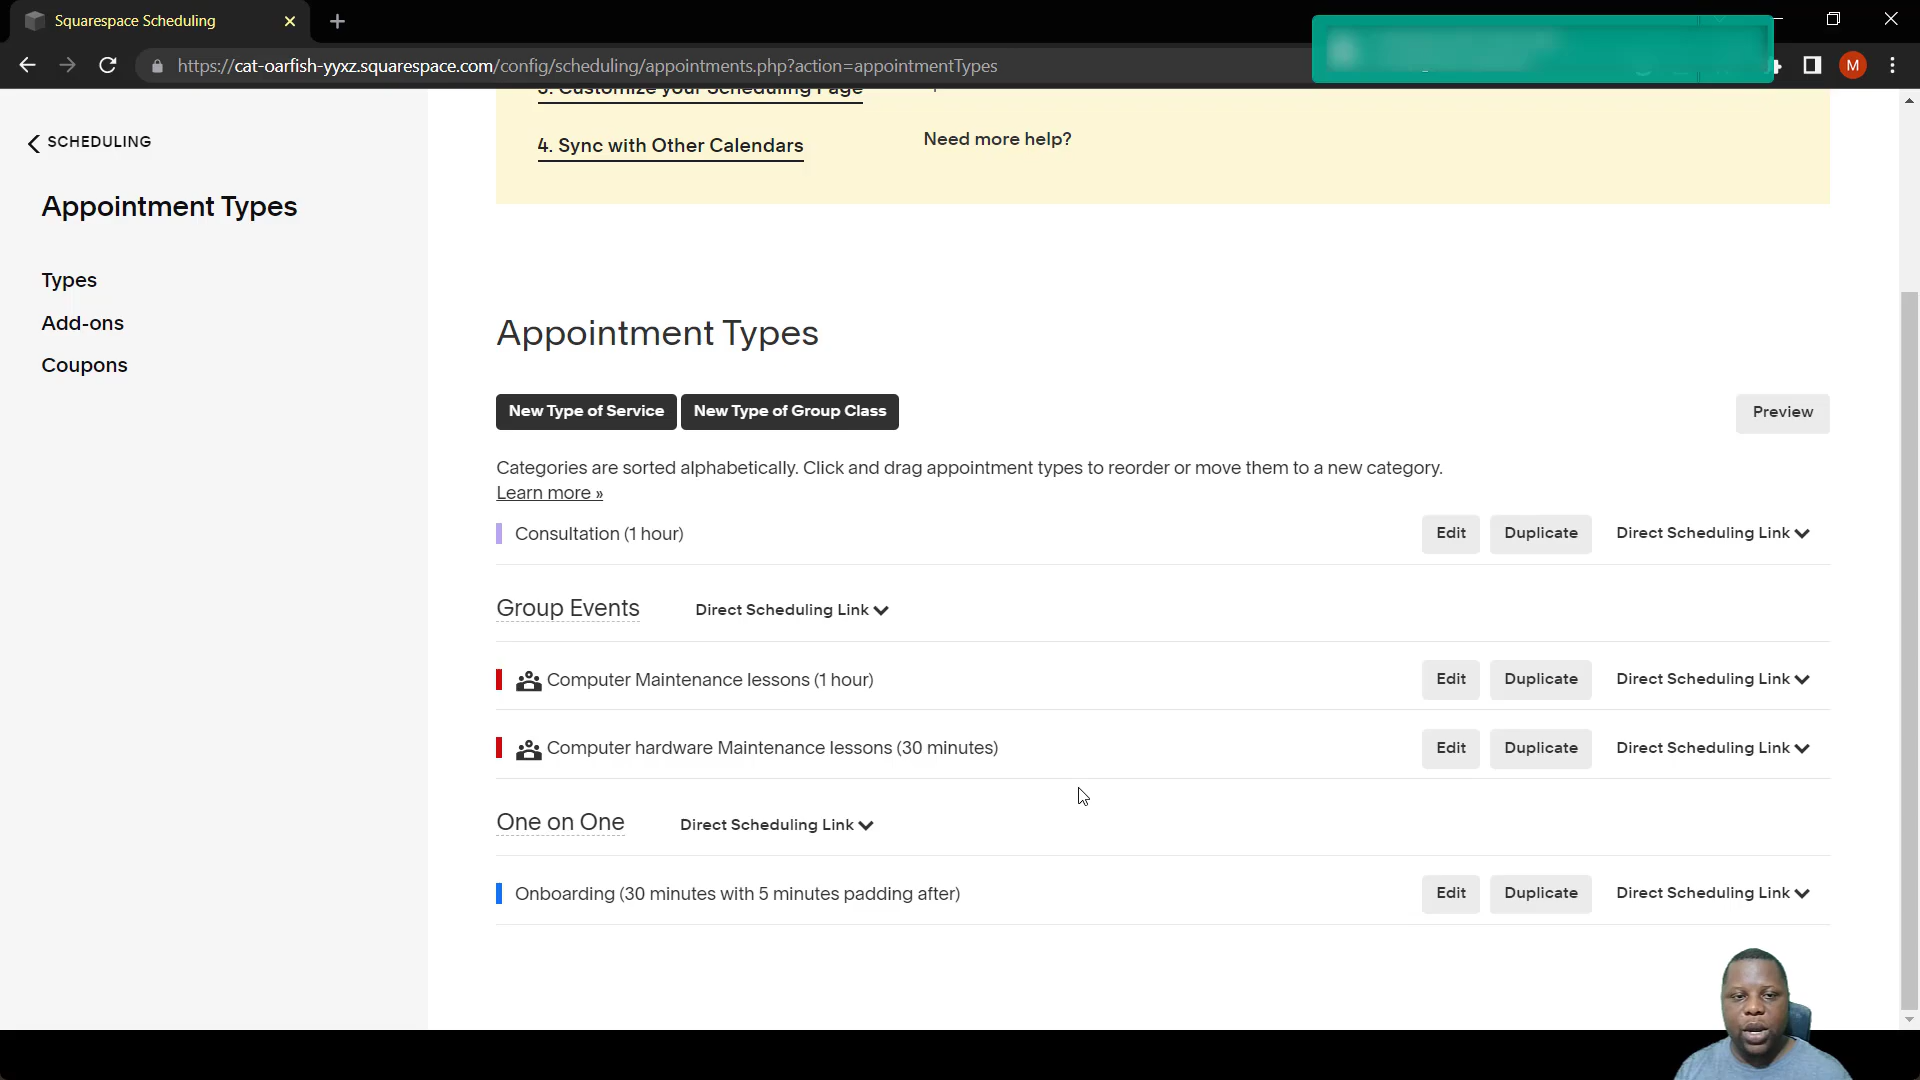 Squarespace Scheduling
https://cat-oarfish-yyxz.squarespace.com/config/scheduling/appointments.php?action=appointmentTypes
M
3. Customize your Scheduling Page
4. Sync with Other Calendars
Need more help?
SCHEDULING
Appointment Types
Types
Add-ons
Coupons
Appointment Types
New Type of Service
New Type of Group Class
Preview
Categories are sorted alphabetically. Click and drag appointment types to reorder or move them to a new category.
Learn more »
Consultation (1 hour)
Edit
Duplicate
Direct Scheduling Link
Group Events
Direct Scheduling Link
Computer Maintenance lessons (1 hour)
Edit
Duplicate
Direct Scheduling Link
Computer hardware Maintenance lessons (30 minutes)
Edit
Duplicate
Direct Scheduling Link
One on One
Direct Scheduling Link
Onboarding (30 minutes with 5 minutes padding after)
Edit
Duplicate
Direct Scheduling Link